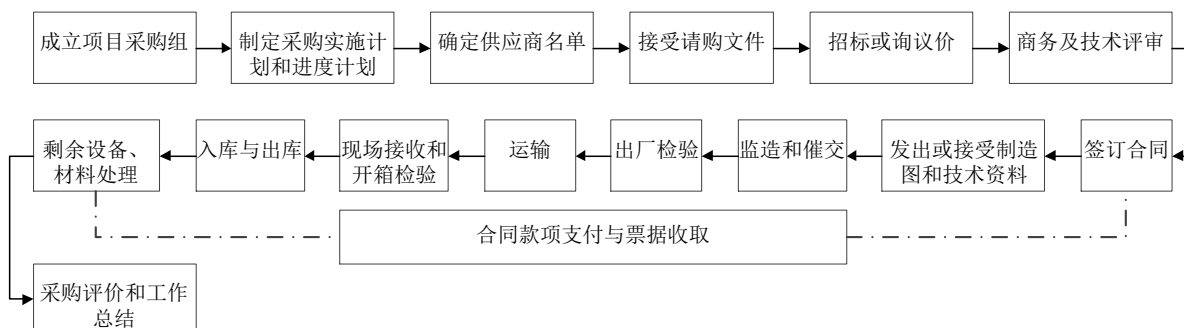 成立项目采购组
制定采购实施计
划和进度计划
确定供应商名单
接受请购文件
招标或询议价
商务及技术评审
剩余设备、
材料处理
入库与出库
现场接收和
开箱检验
运输
出厂检验
监造和催交
发出或接受制造
图和技术资料
签订合同
合同款项支付与票据收取
采购评价和工作
总结